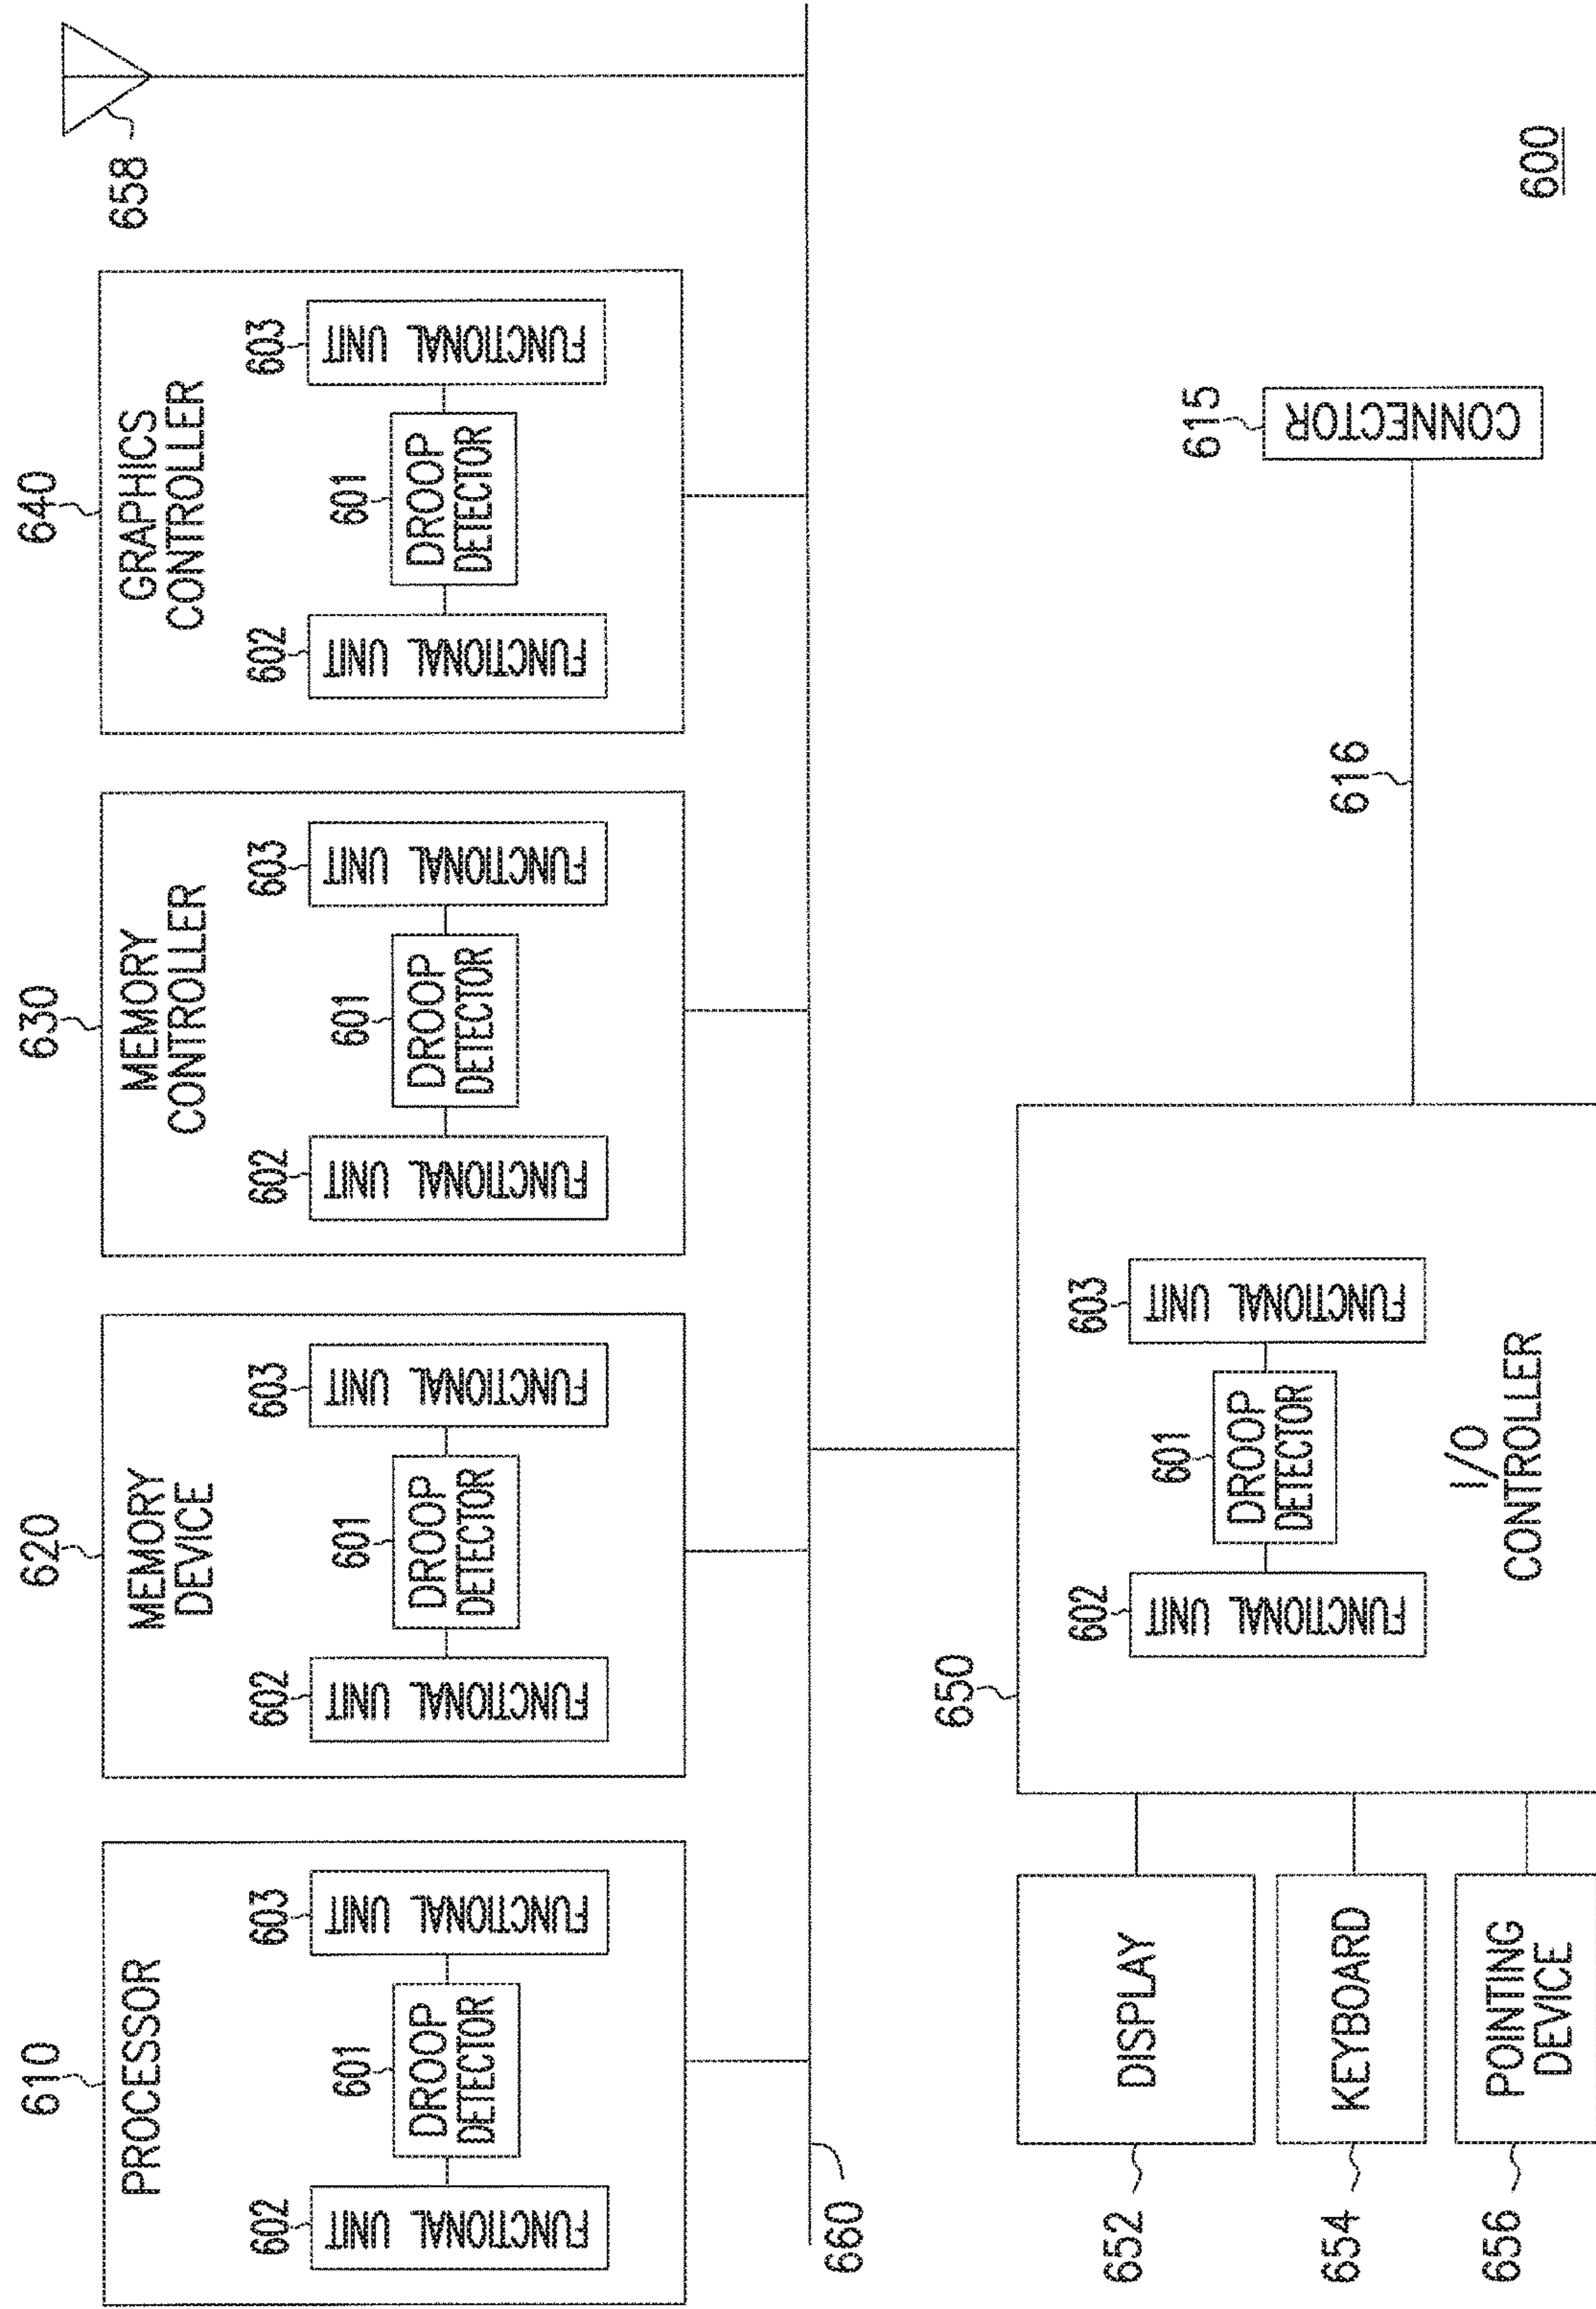 610
PROCESSOR
602
FUNCTIONAL UNIT
601
DROOP
DETECTOR
603
FUNCTIONAL UNIT
620
MEMORY
DEVICE
602
FUNCTIONAL UNIT
601
DROOP
DETECTOR
603
FUNCTIONAL UNIT
630
MEMORY
CONTROLLER
602
FUNCTIONAL UNIT
601
DROOP
DETECTOR
603
FUNCTIONAL UNIT
640
GRAPHICS
CONTROLLER
602
FUNCTIONAL UNIT
601
DROOP
DETECTOR
603
FUNCTIONAL UNIT
658
660
652
DISPLAY
654
KEYBOARD
656
POINTING
DEVICE
650
602
FUNCTIONAL
UNIT
601
DROOP
DETECTOR
603
FUNCTIONAL
UNIT
I/O
CONTROLLER
616
615
CONNECTOR
600